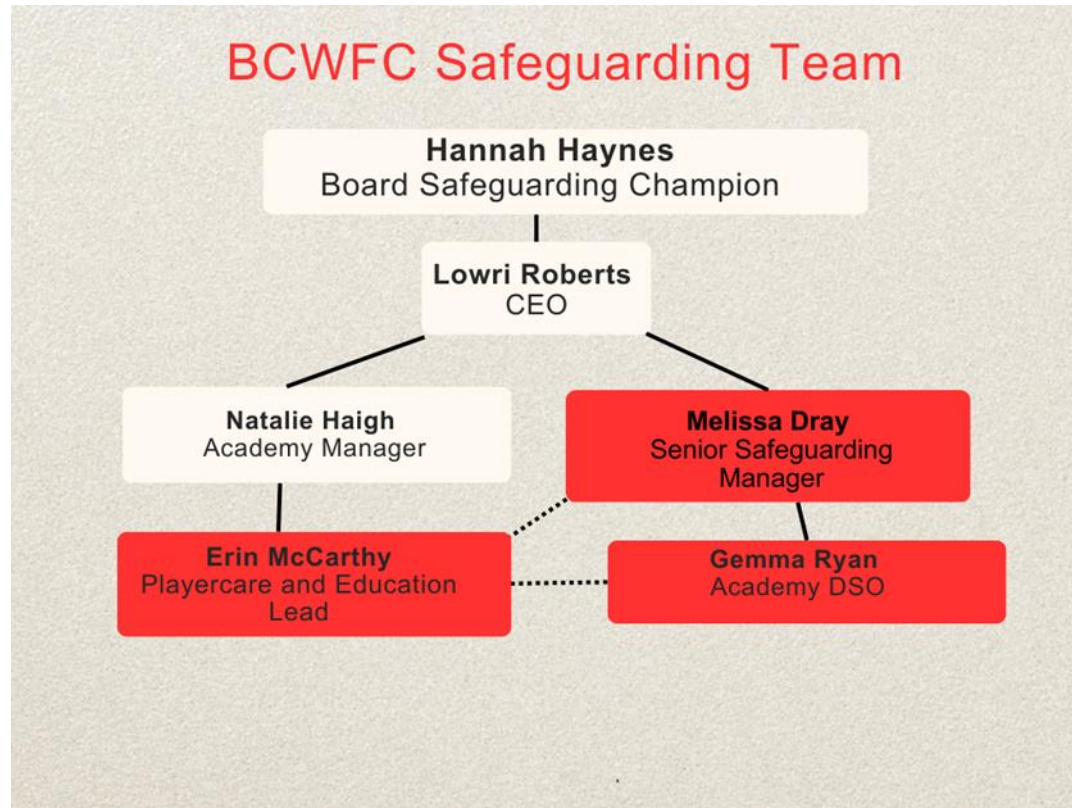 BCWFC Safeguarding Team
Hannah Haynes
Board Safeguarding Champion
Lowri Roberts
CEO
Natalie Haigh
Academy Manager
Melissa Dray
Senior Safeguarding
Manager
Erin McCarthy
Playercare and Education
Lead
Gemma Ryan
Academy DSO